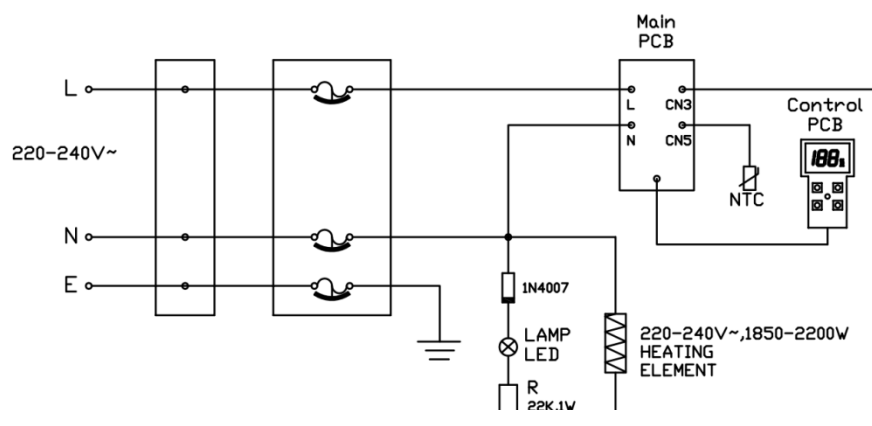 Main
PCB
L
L
CN3
Control
PCB
220-240V~
N
CN5
188
NTC
N
E
1N4007
LAMP
LED
220-240V~,1850-2200W
HEATING
ELEMENT
R
22K,1W